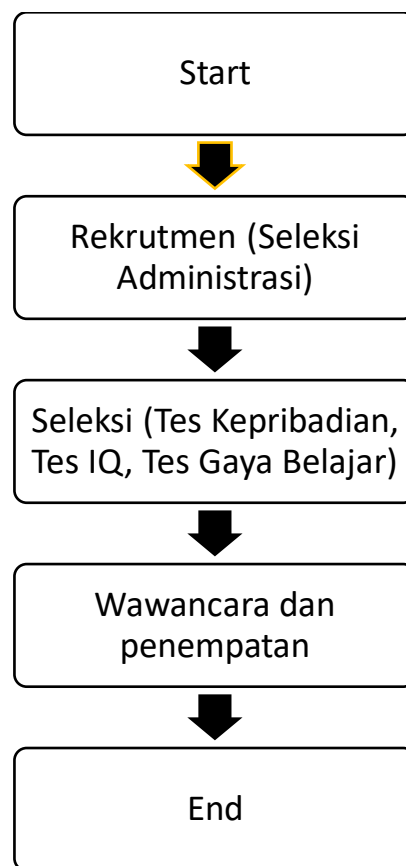 Start
Rekrutmen (Seleksi
Administrasi)
Seleksi (Tes Kepribadian,
Tes IQ, Tes Gaya Belajar)
Wawancara dan
penempatan
End